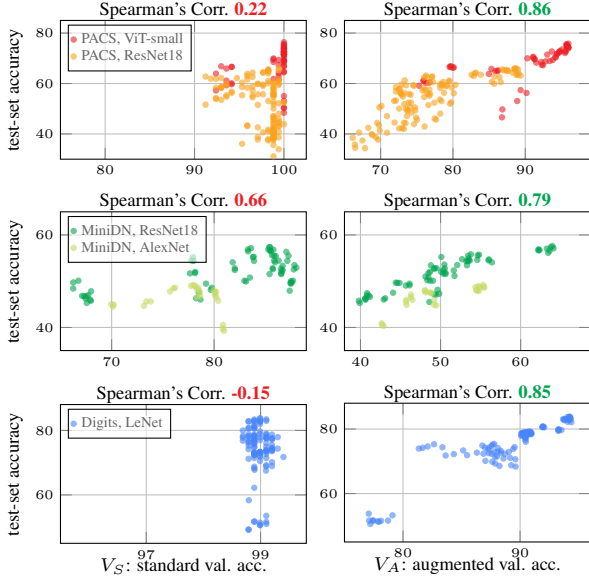 Spearman's Corr. 0.22
Spearman's Corr. 0.86
test-set accuracy
80
60
40
PACS, ViT-small
PACS, ResNet18
80
60
40
80
90
100
70
80
90
Spearman's Corr. 0.66
Spearman's Corr. 0.79
test-set accuracy
60
40
MiniDN, ResNet18
MiniDN, AlexNet
60
40
70
80
40
50
60
Spearman's Corr. -0.15
Spearman's Corr. 0.85
test-set accuracy
80
60
Digits, LeNet
80
60
97
99
80
90
V_S: standard val. acc.
V_A: augmented val. acc.